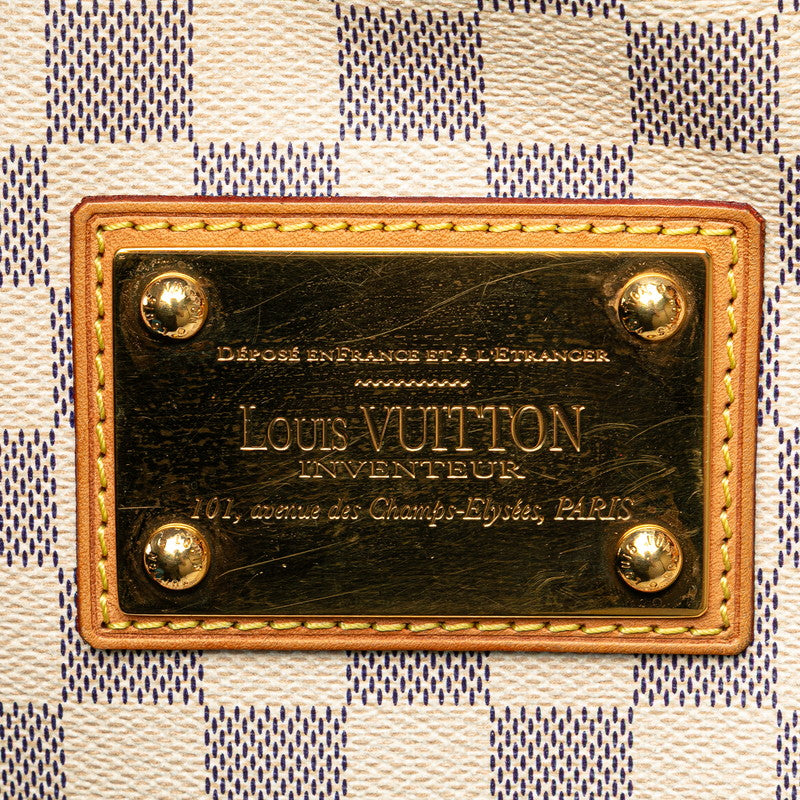 DÉPOSÉ EN FRANCE ET À L'ETRANGER
LOUIS VUITTON
INVENTEUR
101, avenue des Champs-Elysées, PARIS